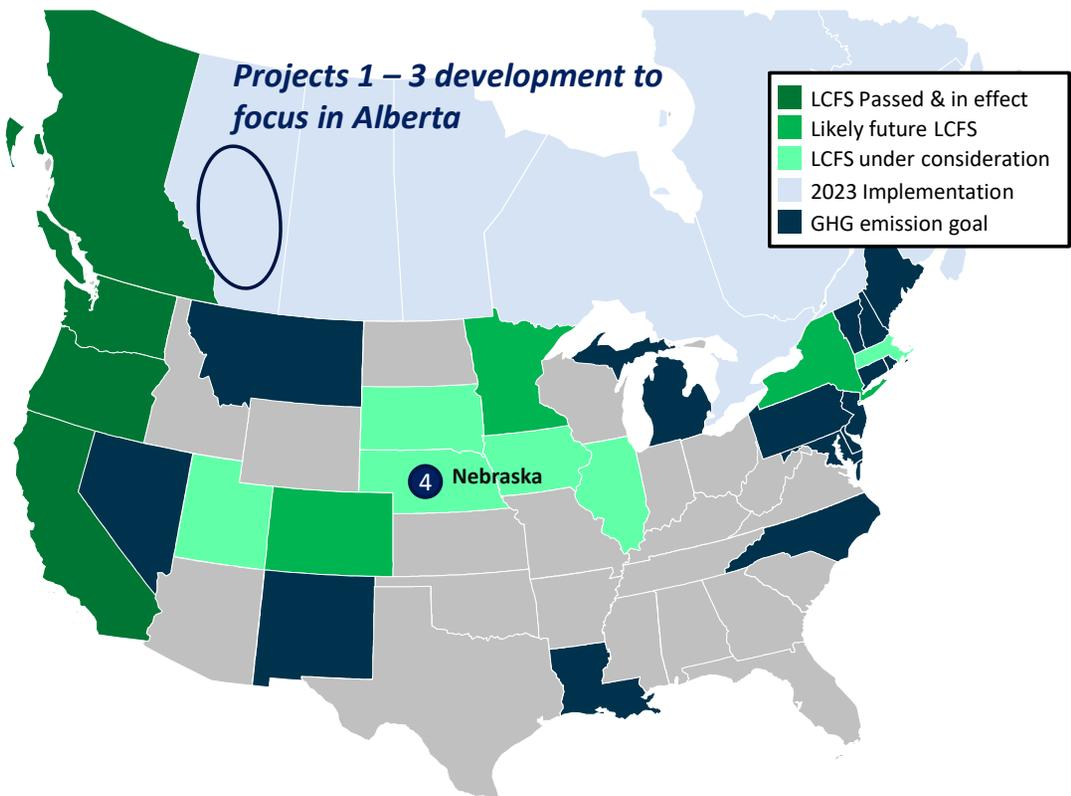 Projects 1 – 3 development to
focus in Alberta
LCFS Passed & in effect
Likely future LCFS
LCFS under consideration
2023 Implementation
GHG emission goal
4 Nebraska